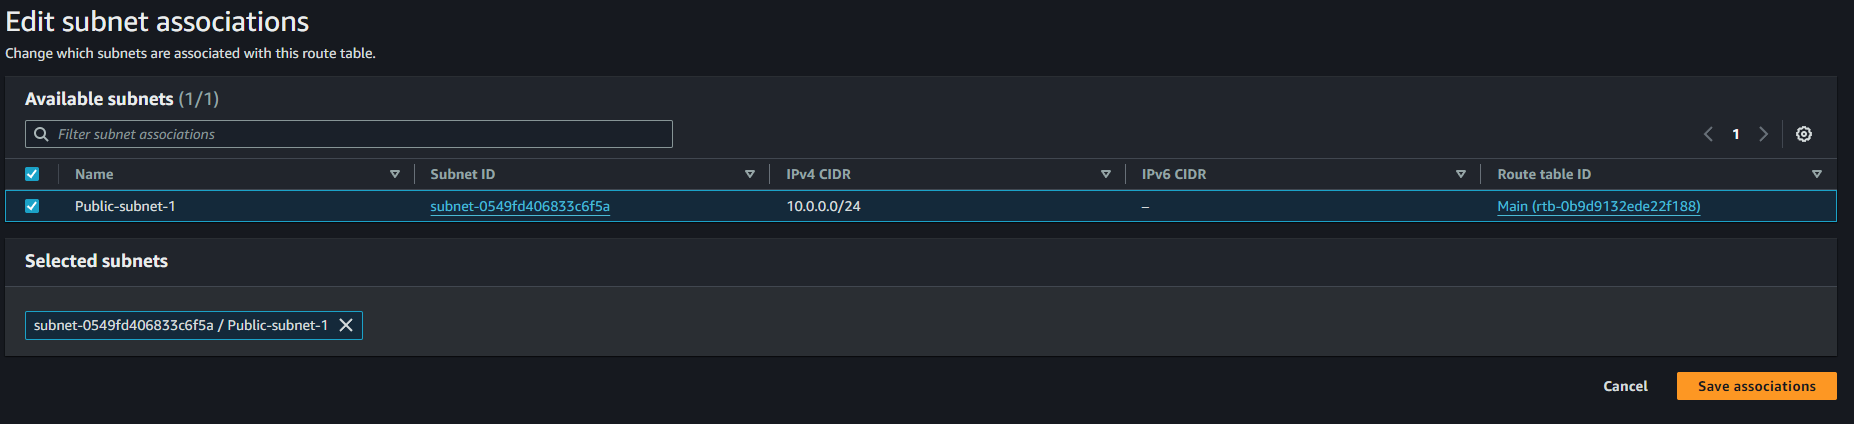 Edit subnet associations
Change which subnets are associated with this route table.
Available subnets (1/1)
Filter subnet associations
1
Name Subnet ID IPv4 CIDR IPv6 CIDR Route table ID
Public-subnet-1 subnet-0549fd406833c6f5a 10.0.0.0/24 – Main (rtb-0b9d9132ede22f188)
Selected subnets
subnet-0549fd406833c6f5a / Public-subnet-1
Cancel Save associations